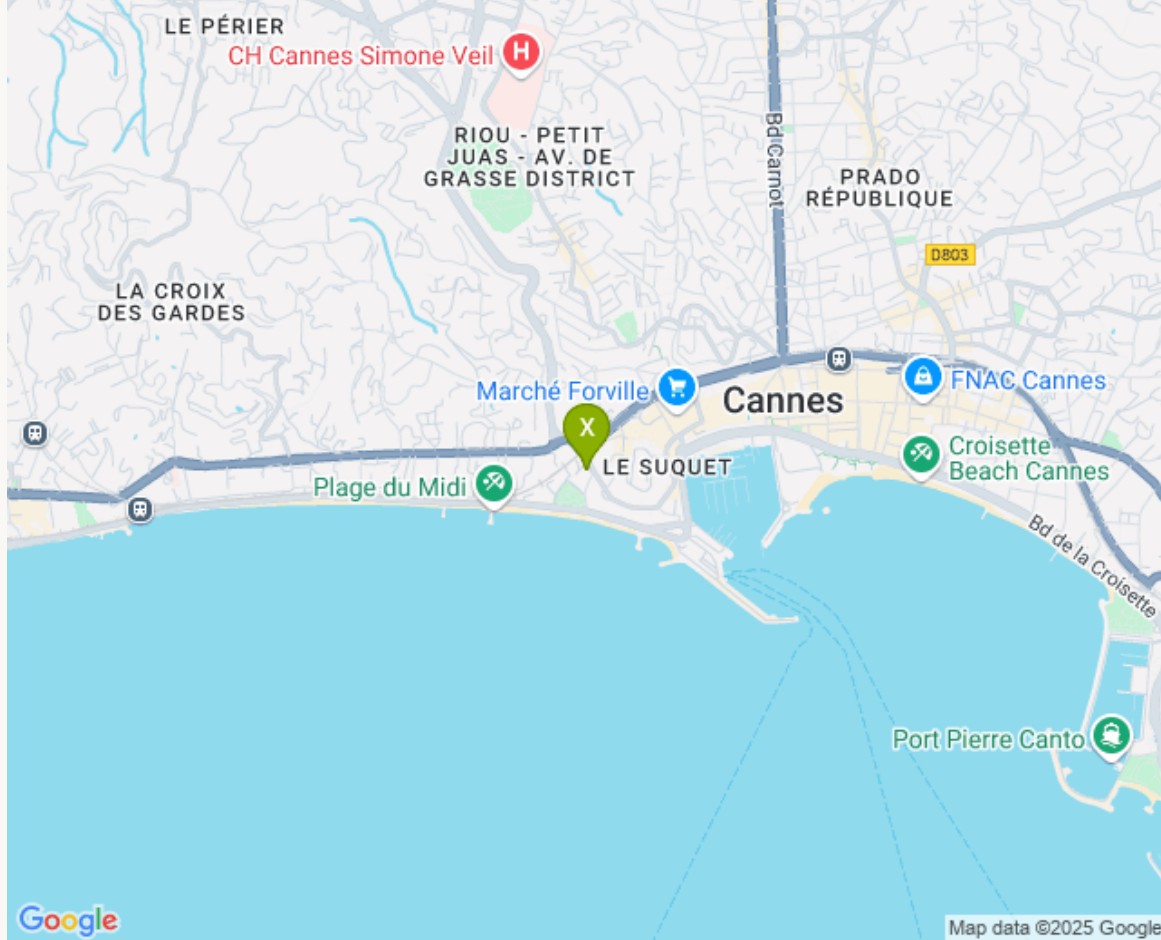 LE PÉRIER
CH Cannes Simone Veil
H
RIOU - PETIT
JUAS - AV. DE
GRASSE DISTRICT
Bd Carnot
PRADO
RÉPUBLIQUE
D803
LA CROIX
DES GARDES
Marché Forville
Cannes
FNAC Cannes
X
LE SUQUET
Croisette
Beach Cannes
Plage du Midi
Bd de la Croisette
Port Pierre Canto
Google
Map data ©2025 Google